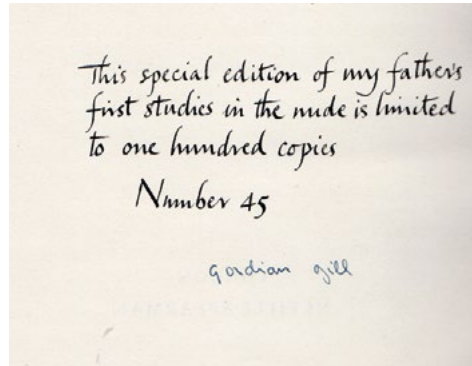 This special edition of my father's
first studies in the nude is limited
to one hundred copies
Number 45
gordian gill